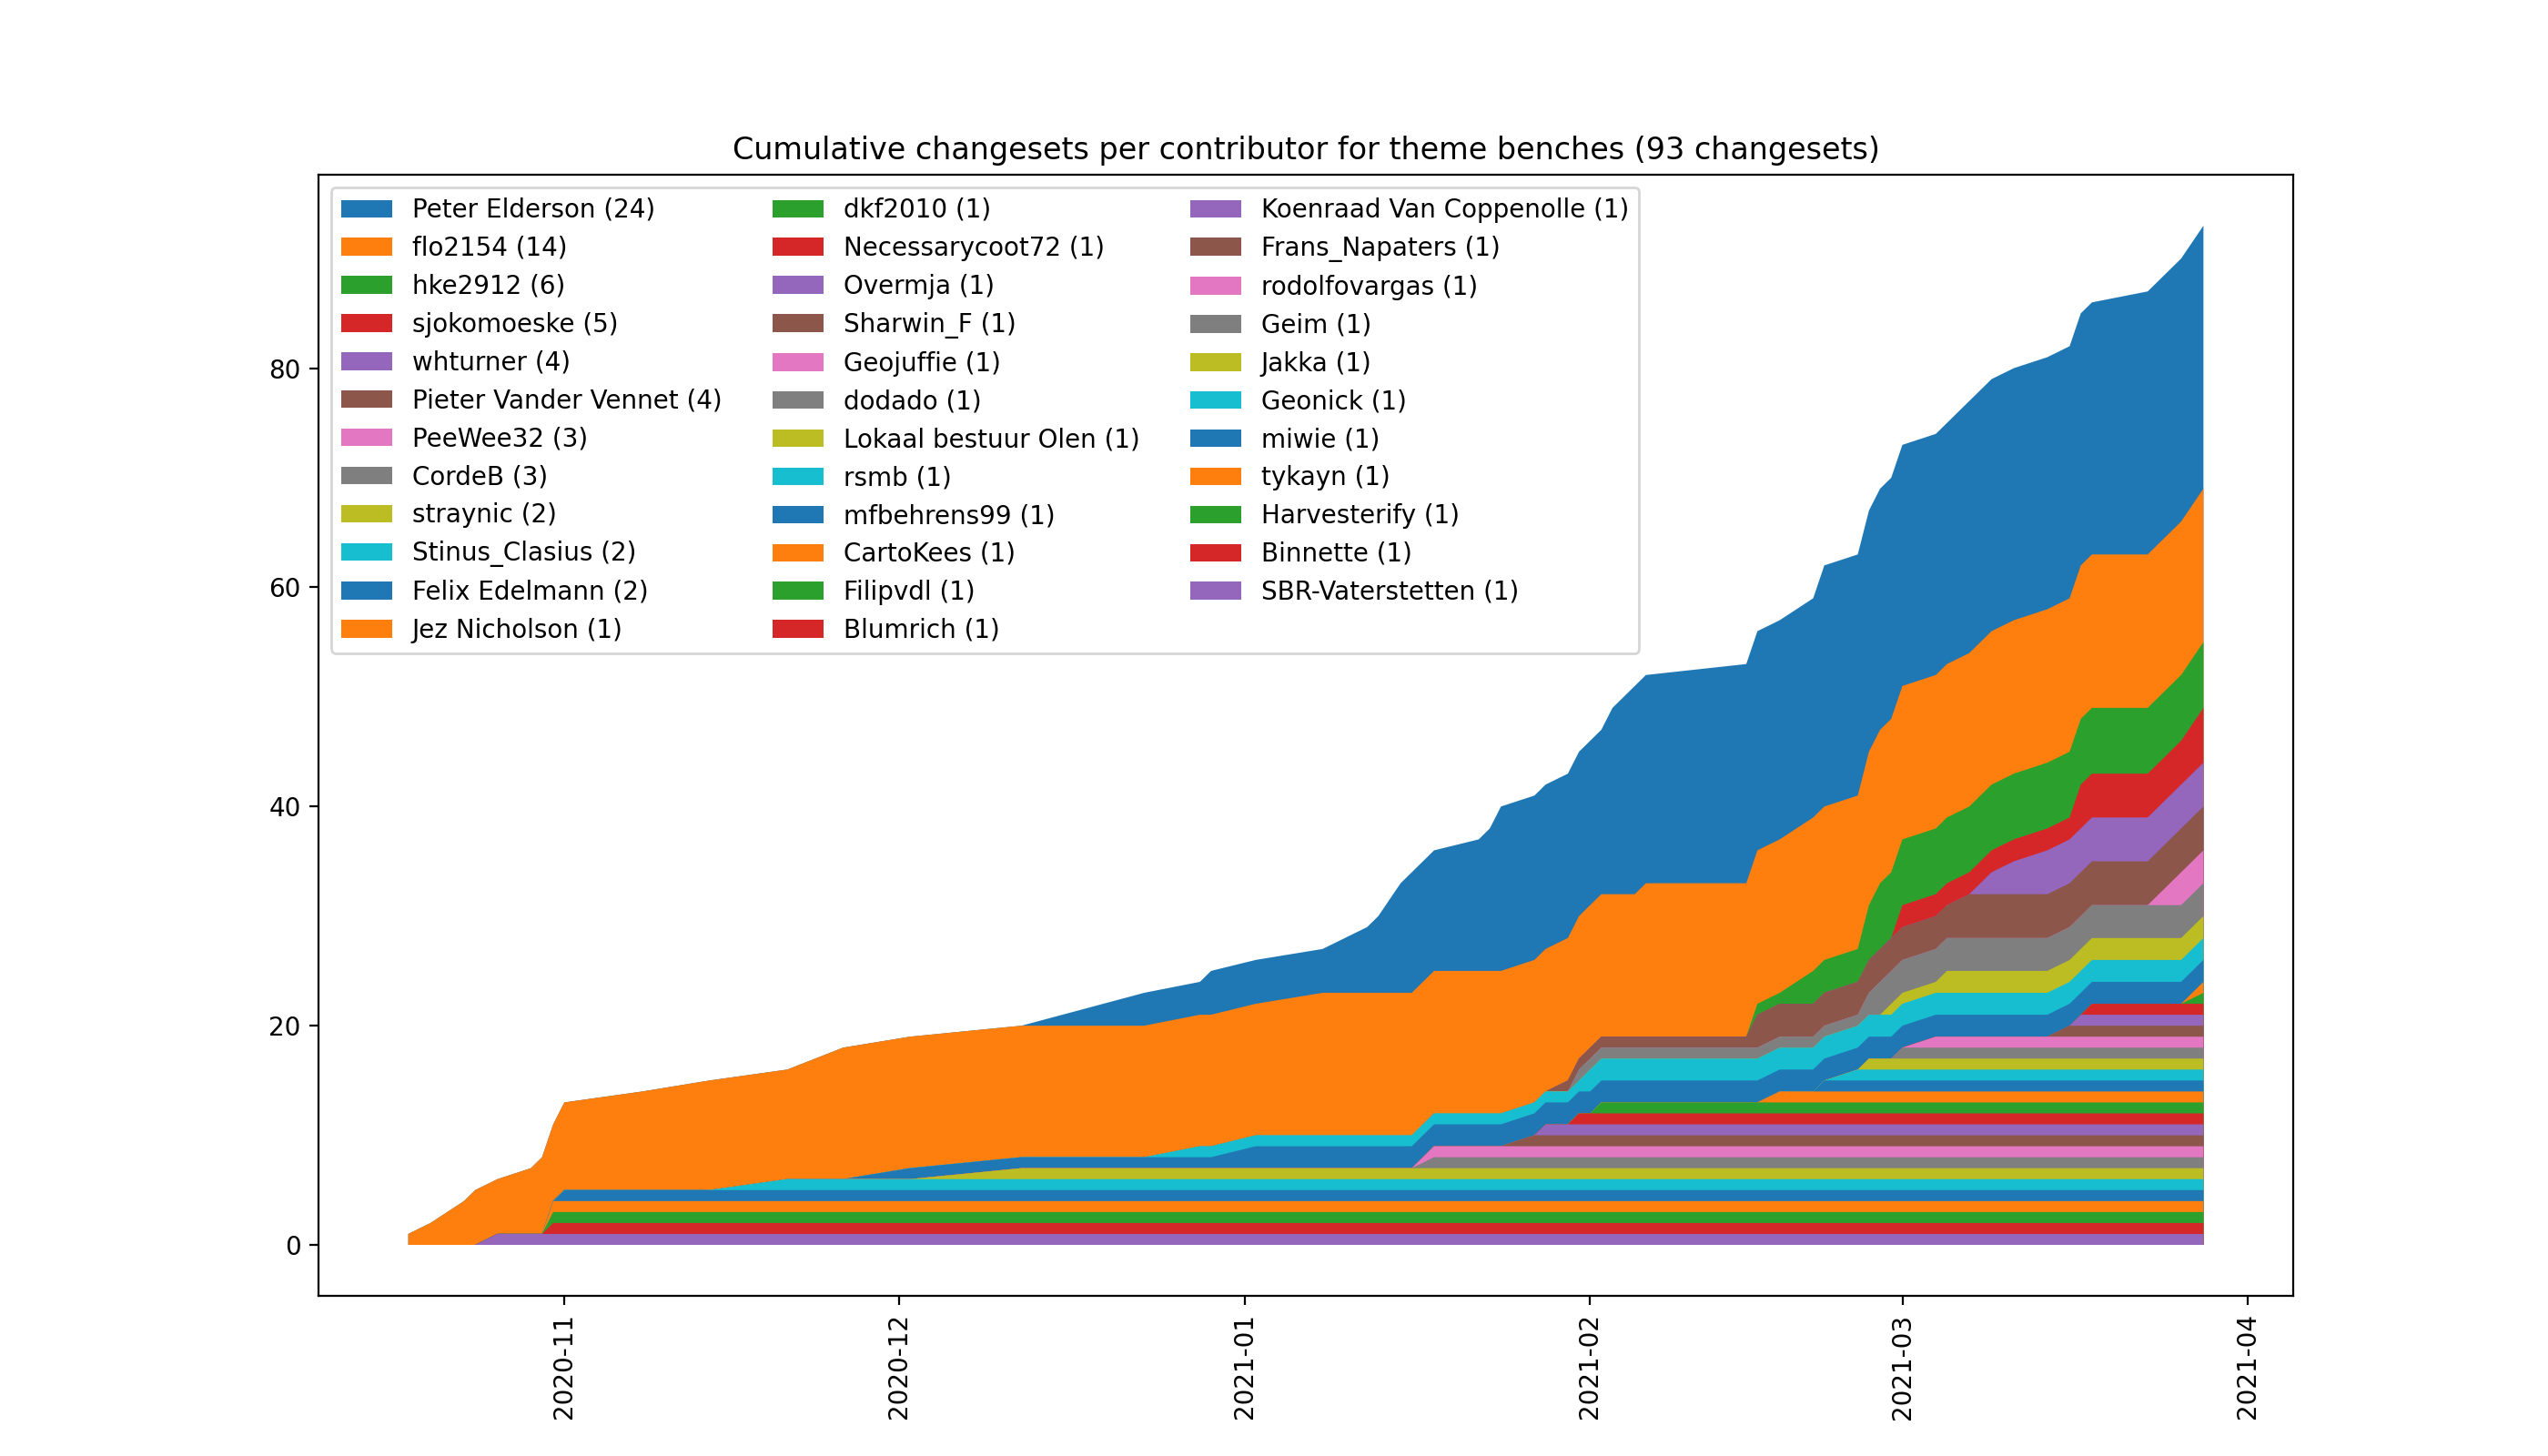 Cumulative changesets per contributor for theme benches (93 changesets)
Peter Elderson (24)
flo2154 (14)
hke2912 (6)
sjokomoeske (5)
whturner (4)
Pieter Vander Vennet (4)
PeeWee32 (3)
CordeB (3)
straynic (2)
Stinus_Clasius (2)
Felix Edelmann (2)
Jez Nicholson (1)
dkf2010 (1)
Necessarycoot72 (1)
Overmja (1)
Sharwin_F (1)
Geojuffie (1)
dodado (1)
Lokaal bestuur Olen (1)
rsmb (1)
mfbehrens99 (1)
CartoKees (1)
Filipvdl (1)
Blumrich (1)
Koenraad Van Coppenolle (1)
Frans_Napaters (1)
rodolfovargas (1)
Geim (1)
Jakka (1)
Geonick (1)
miwie (1)
tykayn (1)
Harvesterify (1)
Binnette (1)
SBR-Vaterstetten (1)
80
60
40
20
0
2020-11
2020-12
2021-01
2021-02
2021-03
2021-04